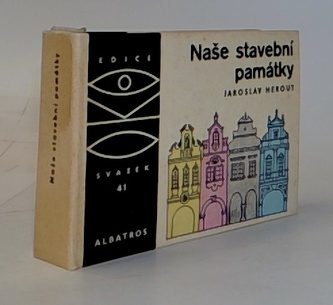 Naše stavební památky
EDICE
OKO
SVAZEK
41
ALBATROS
Naše stavební
památky
JAROSLAV HEROUT